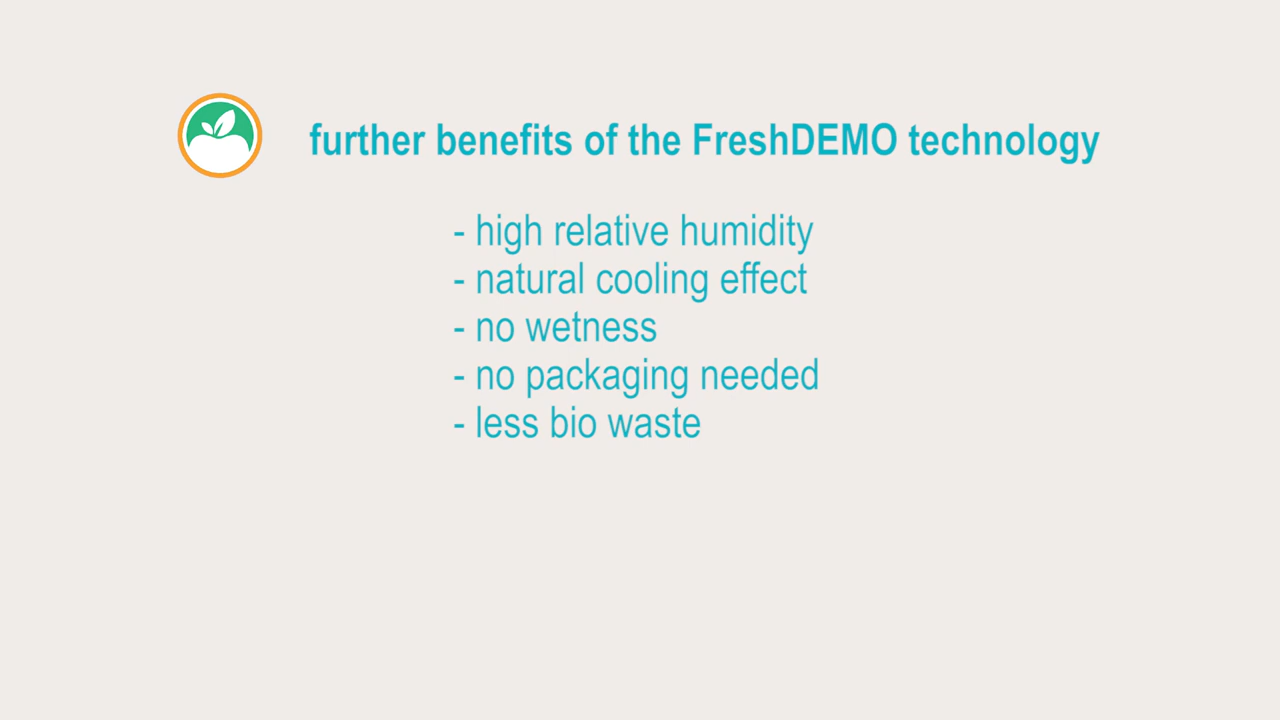 further benefits of the FreshDEMO technology
- high relative humidity
- natural cooling effect
- no wetness
- no packaging needed
- less bio waste